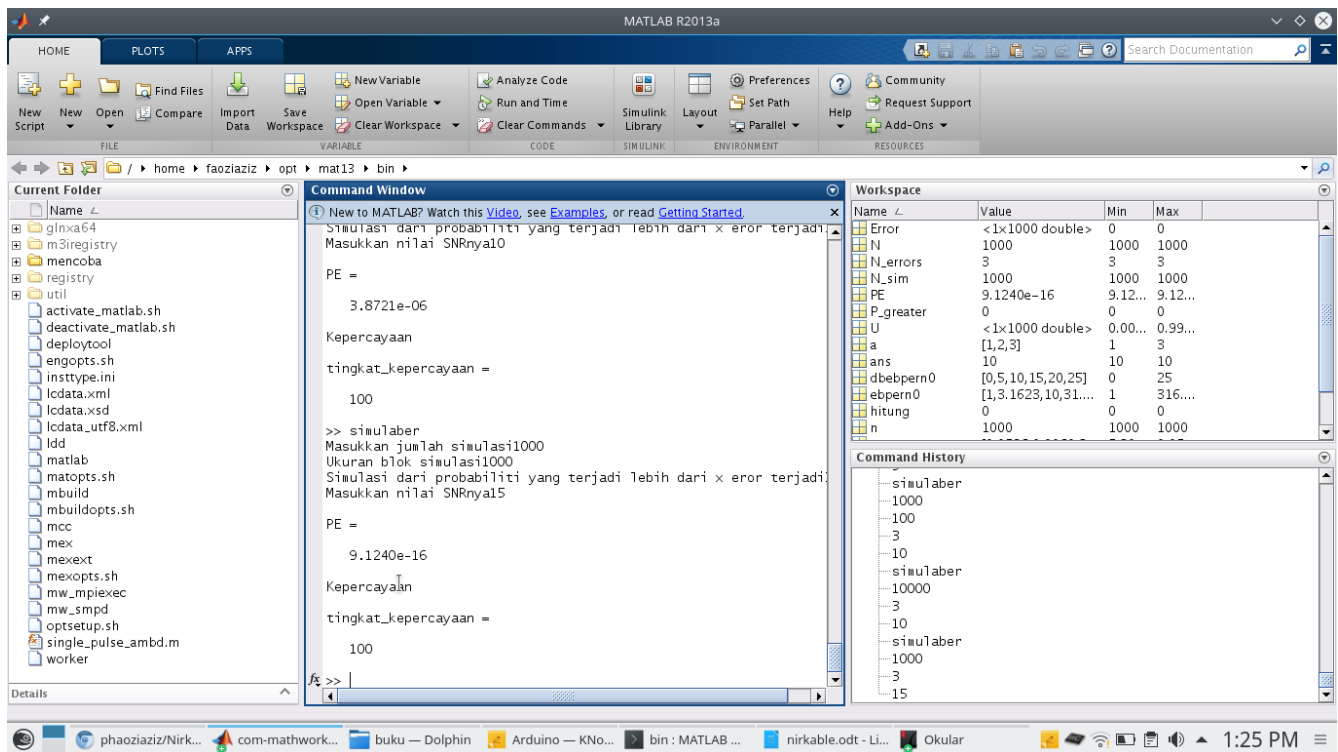 MATLAB R2013a
HOME PLOTS APPS
Search Documentation
New Script
New
Open
Find Files
Compare
FILE
Import Data
Save Workspace
New Variable
Open Variable
Clear Workspace
VARIABLE
Analyze Code
Run and Time
Clear Commands
CODE
Simulink Library
SIMULINK
Layout
Preferences
Set Path
Parallel
ENVIRONMENT
Help
Community
Request Support
Add-Ons
RESOURCES
/ home faoziaziz opt mat13 bin
Current Folder
Name
glnxa64
m3iregistry
mencoba
registry
util
activate_matlab.sh
deactivate_matlab.sh
deploytool
engopts.sh
insttype.ini
lcdata.xml
lcdata.xsd
lcdata_utf8.xml
ldd
matlab
matopts.sh
mbuild
mbuildopts.sh
mcc
mex
mexext
mexopts.sh
mw_mpiexec
mw_smpd
optsetup.sh
single_pulse_ambd.m
worker
Details
Command Window
New to MATLAB? Watch this Video, see Examples, or read Getting Started.
Simulasi dari probabiliti yang terjadi lebih dari x eror terjadi
Masukkan nilai SNRnya10
PE =
3.8721e-06
Kepercayaan
tingkat_kepercayaan =
100
>> simulaber
Masukkan jumlah simulasi1000
Ukuran blok simulasi1000
Simulasi dari probabiliti yang terjadi lebih dari x eror terjadi
Masukkan nilai SNRnya15
PE =
9.1240e-16
Kepercayaan
tingkat_kepercayaan =
100
fx >>
Workspace
Name Value Min Max
Error <1x1000 double> 0 0
N 1000 1000 1000
N_errors 3 3 3
N_sim 1000 1000 1000
PE 9.1240e-16 9.12... 9.12...
P_greater 0 0 0
U <1x1000 double> 0.00... 0.99...
a [1,2,3] 1 3
ans 10 10 10
dbebpern0 [0,5,10,15,20,25] 0 25
ebpern0 [1,3.1623,10,31.... 1 316....
hitung 0 0 0
n 1000 1000 1000
Command History
simulaber
1000
100
3
10
simulaber
10000
3
10
simulaber
1000
3
15
phaoziaziz/Nirk...
com-mathwork...
buku — Dolphin
Arduino — KNo...
bin : MATLAB ...
nirkable.odt - Li...
Okular
1:25 PM